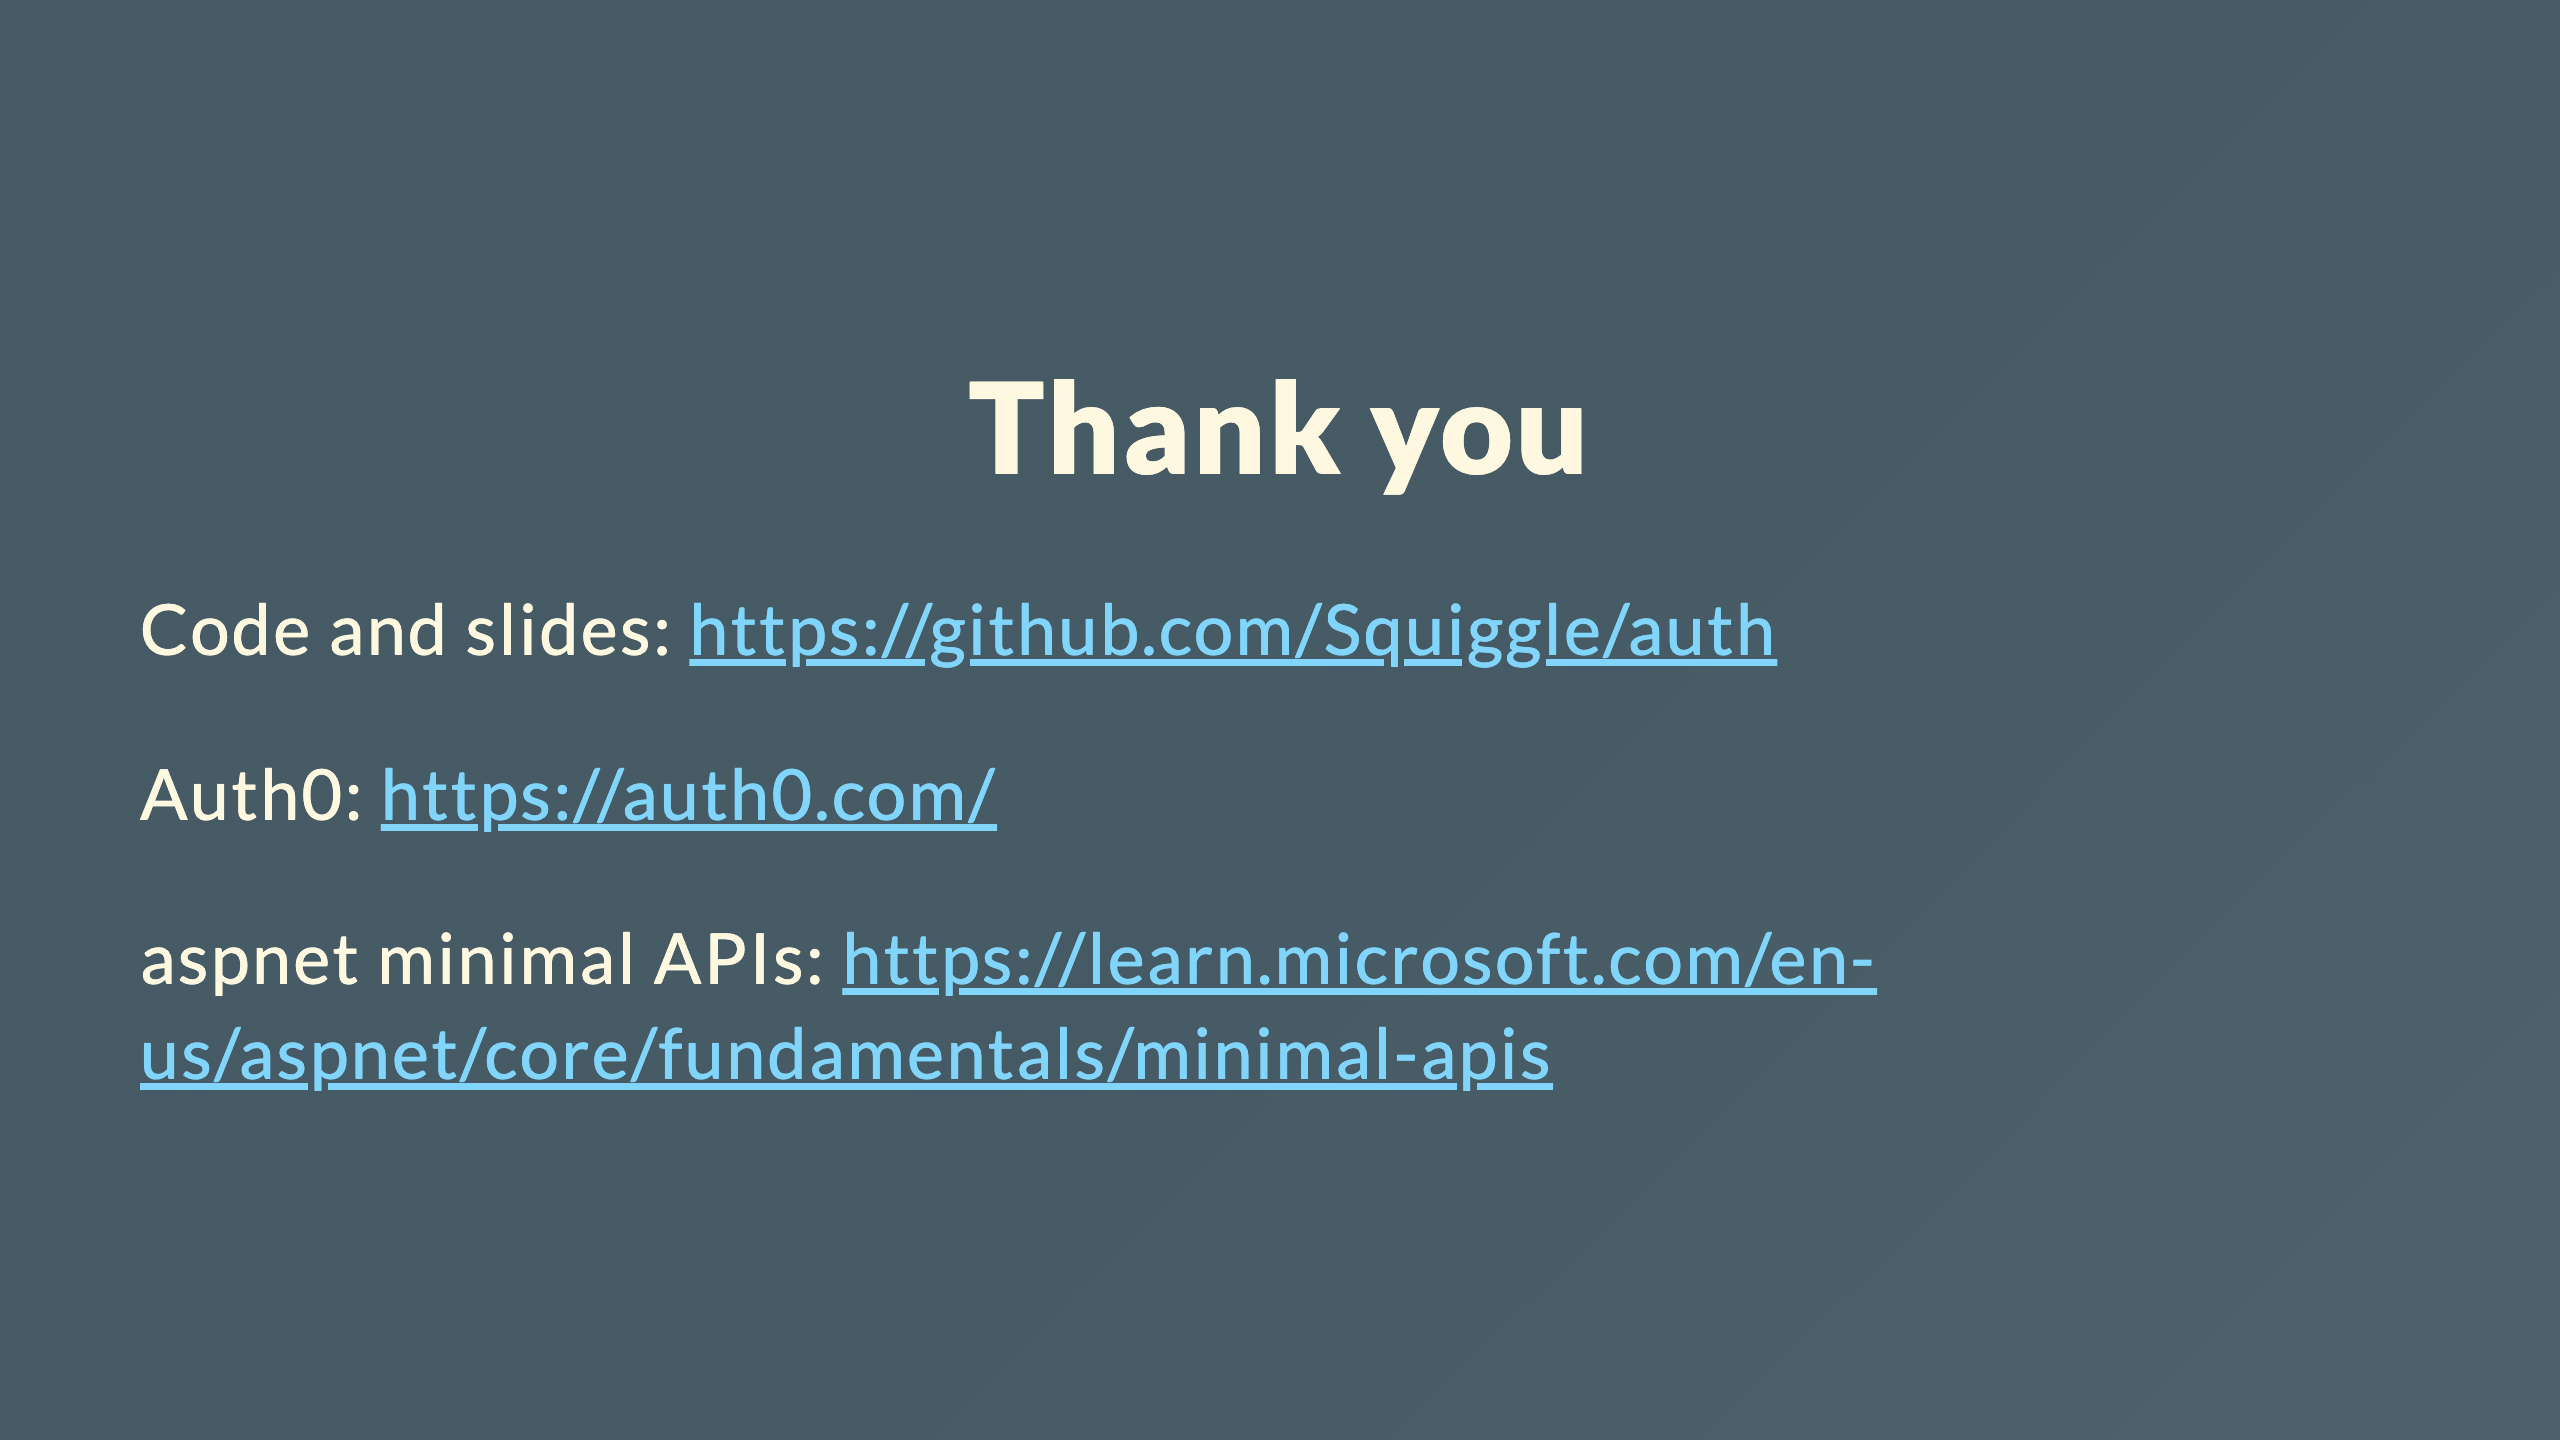 Thank you
Code and slides: https://github.com/Squiggle/auth
Auth0: https://auth0.com/
aspnet minimal APIs: https://learn.microsoft.com/en-
us/aspnet/core/fundamentals/minimal-apis